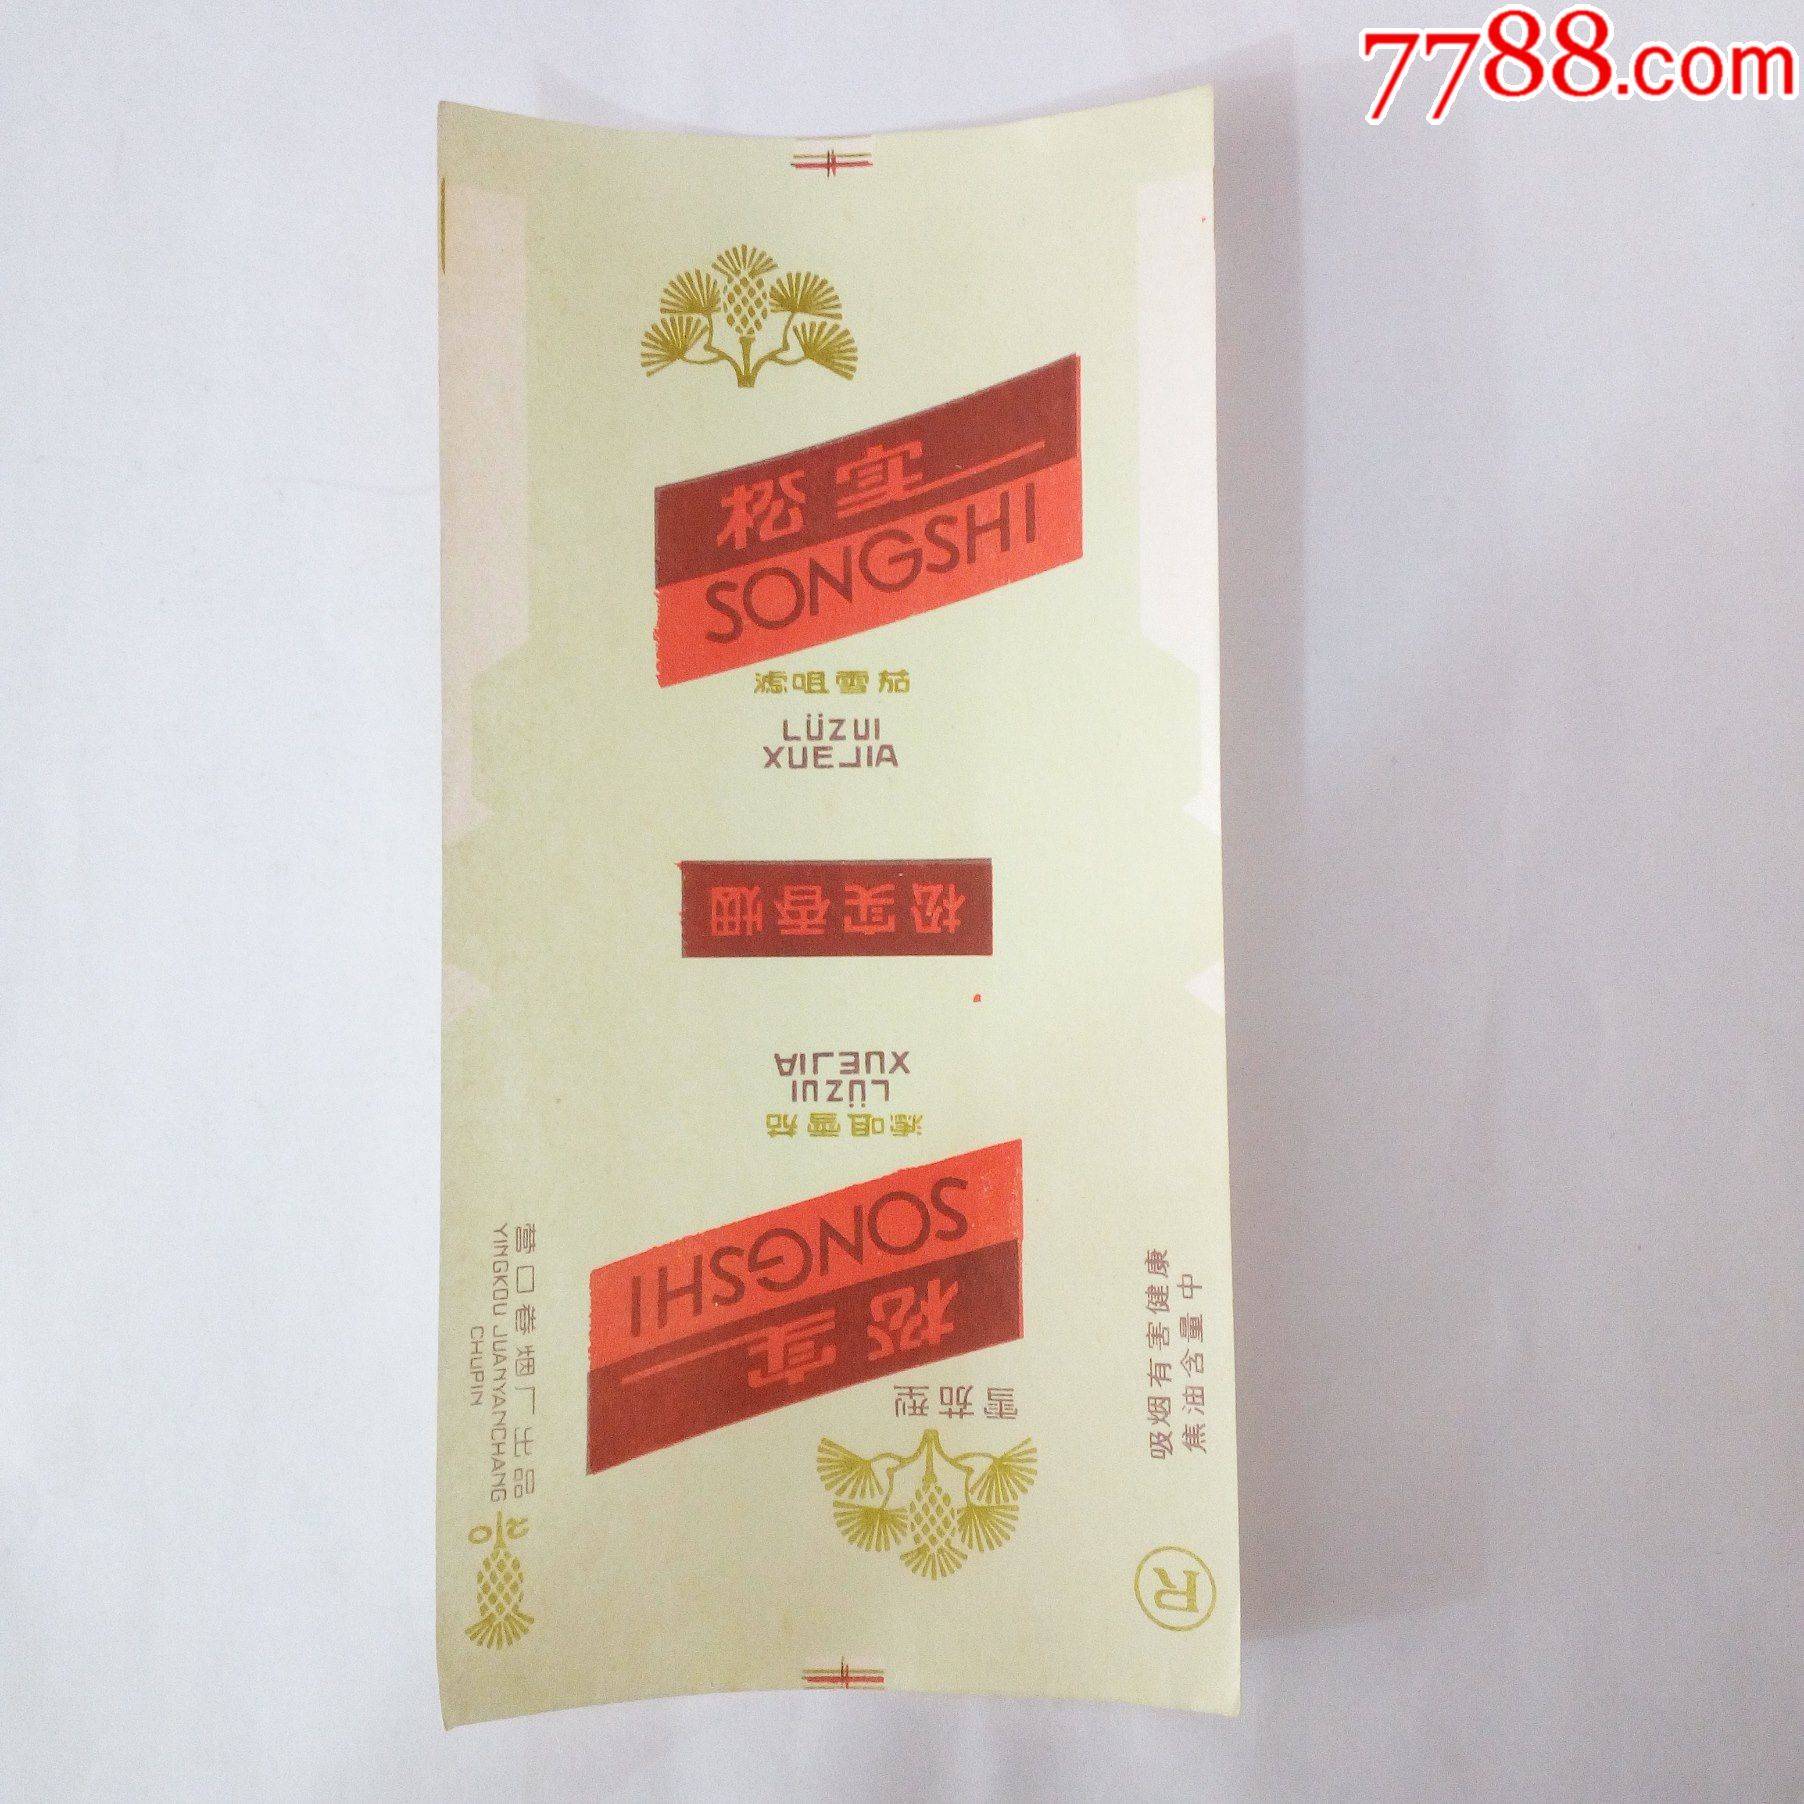 7788.com
松实
SONGSHI
滤咀雪茄
LÜZUI
XUEJIA
松实香烟
XUEJIA
LÜZUI
滤咀雪茄
SONGSHI
松实
雪茄型
营口卷烟厂出品
YINGKOU JUANYANCHANG
CHUPIN
20
吸烟有害健康
焦油含量中
R